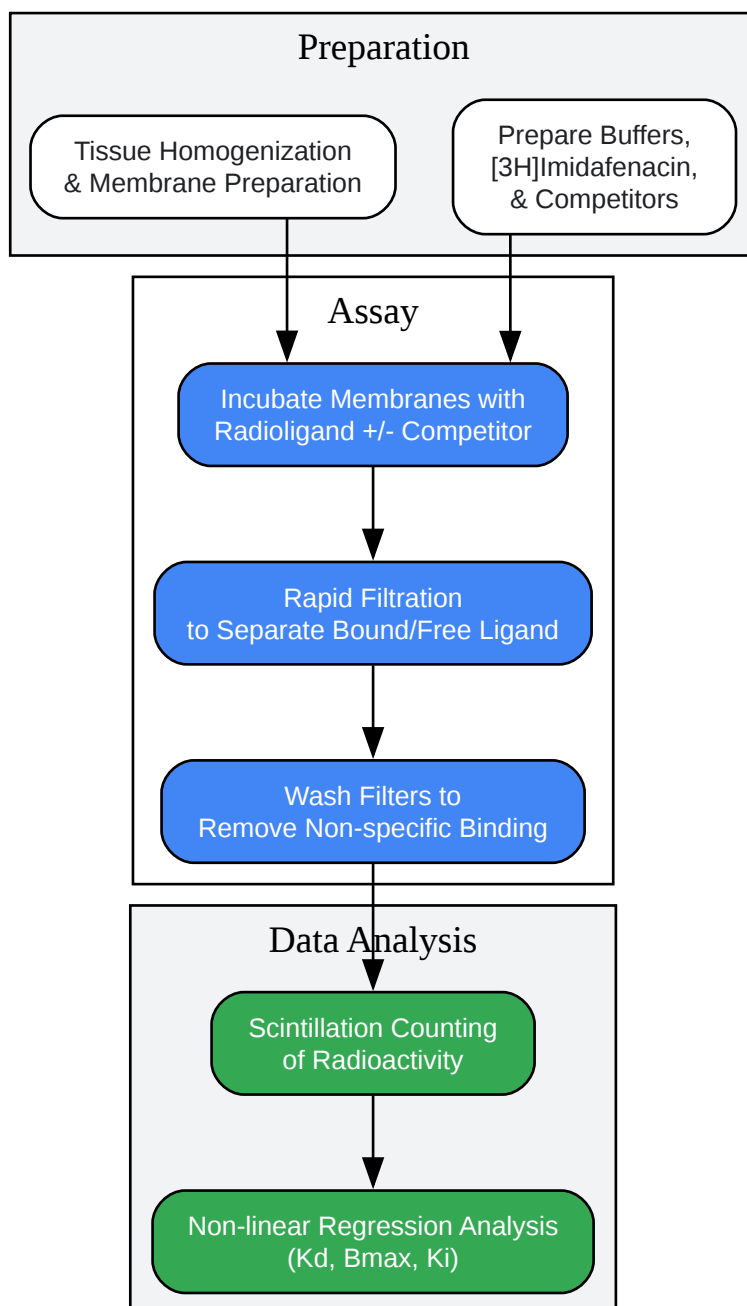 Preparation
Tissue Homogenization
& Membrane Preparation
Prepare Buffers,
[3H]Imidafenacin,
& Competitors
Assay
Incubate Membranes with
Radioligand +/- Competitor
Rapid Filtration
to Separate Bound/Free Ligand
Wash Filters to
Remove Non-specific Binding
Data Analysis
Scintillation Counting
of Radioactivity
Non-linear Regression Analysis
(Kd, Bmax, Ki)